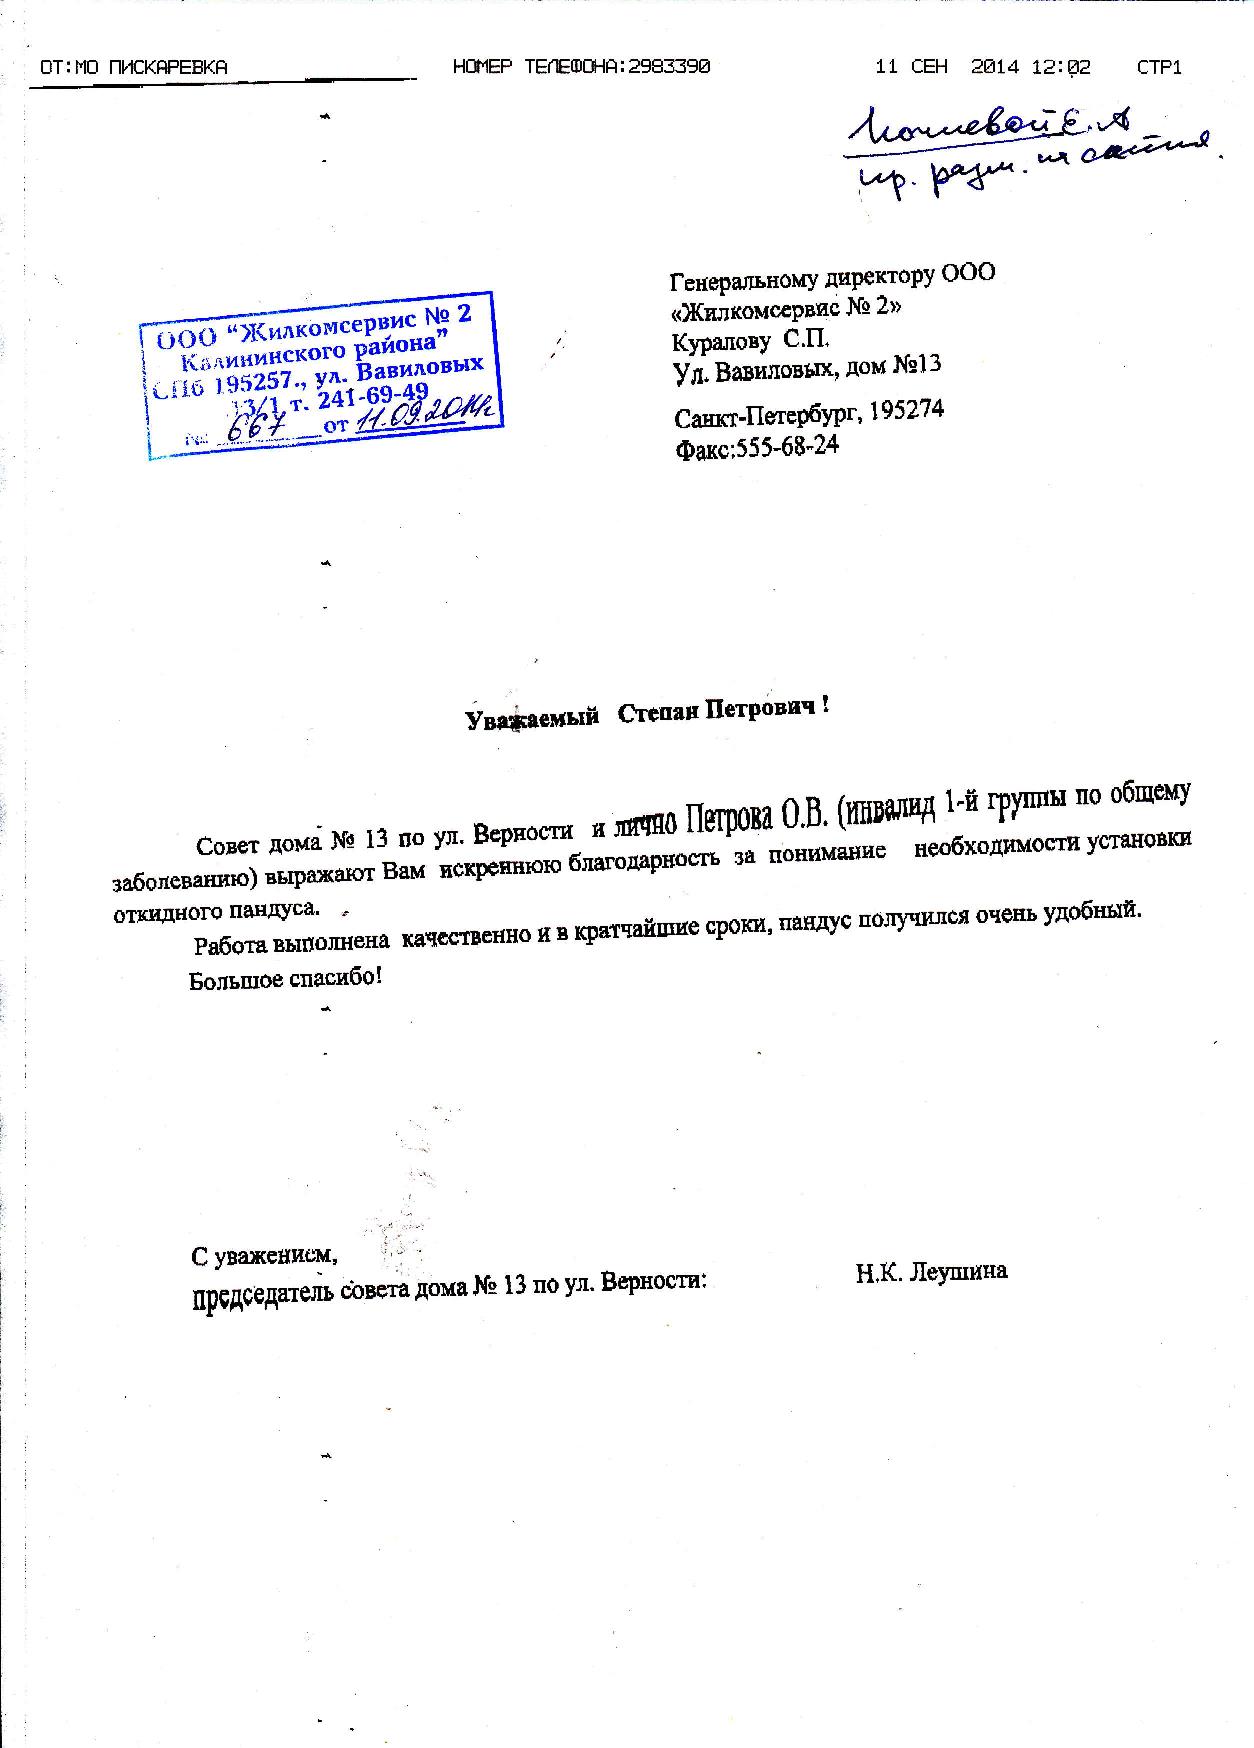 ОТ:МО ПИСКАРЕВКА НОМЕР ТЕЛЕФОНА:2983390 11 СЕН 2014 12:02 СТР1
Е.А
пр. разм. на сайте
Генеральному директору ООО
«Жилкомсервис № 2»
Куралову С.П.
Ул. Вавиловых, дом №13
Санкт-Петербург, 195274
Факс:555-68-24
ООО “Жилкомсервис № 2
Калининского района”
СПб 195257., ул. Вавиловых
13/1 т. 241-69-49
№ 667 от 11.09.2014г
Уважаемый Степан Петрович !
Совет дома № 13 по ул. Верности и лично Петрова О.В. (инвалид 1-й группы по общему
заболеванию) выражают Вам искреннюю благодарность за понимание необходимости установки
откидного пандуса.
Работа выполнена качественно и в кратчайшие сроки, пандус получился очень удобный.
Большое спасибо!
С уважением,
председатель совета дома № 13 по ул. Верности: Н.К. Леушина